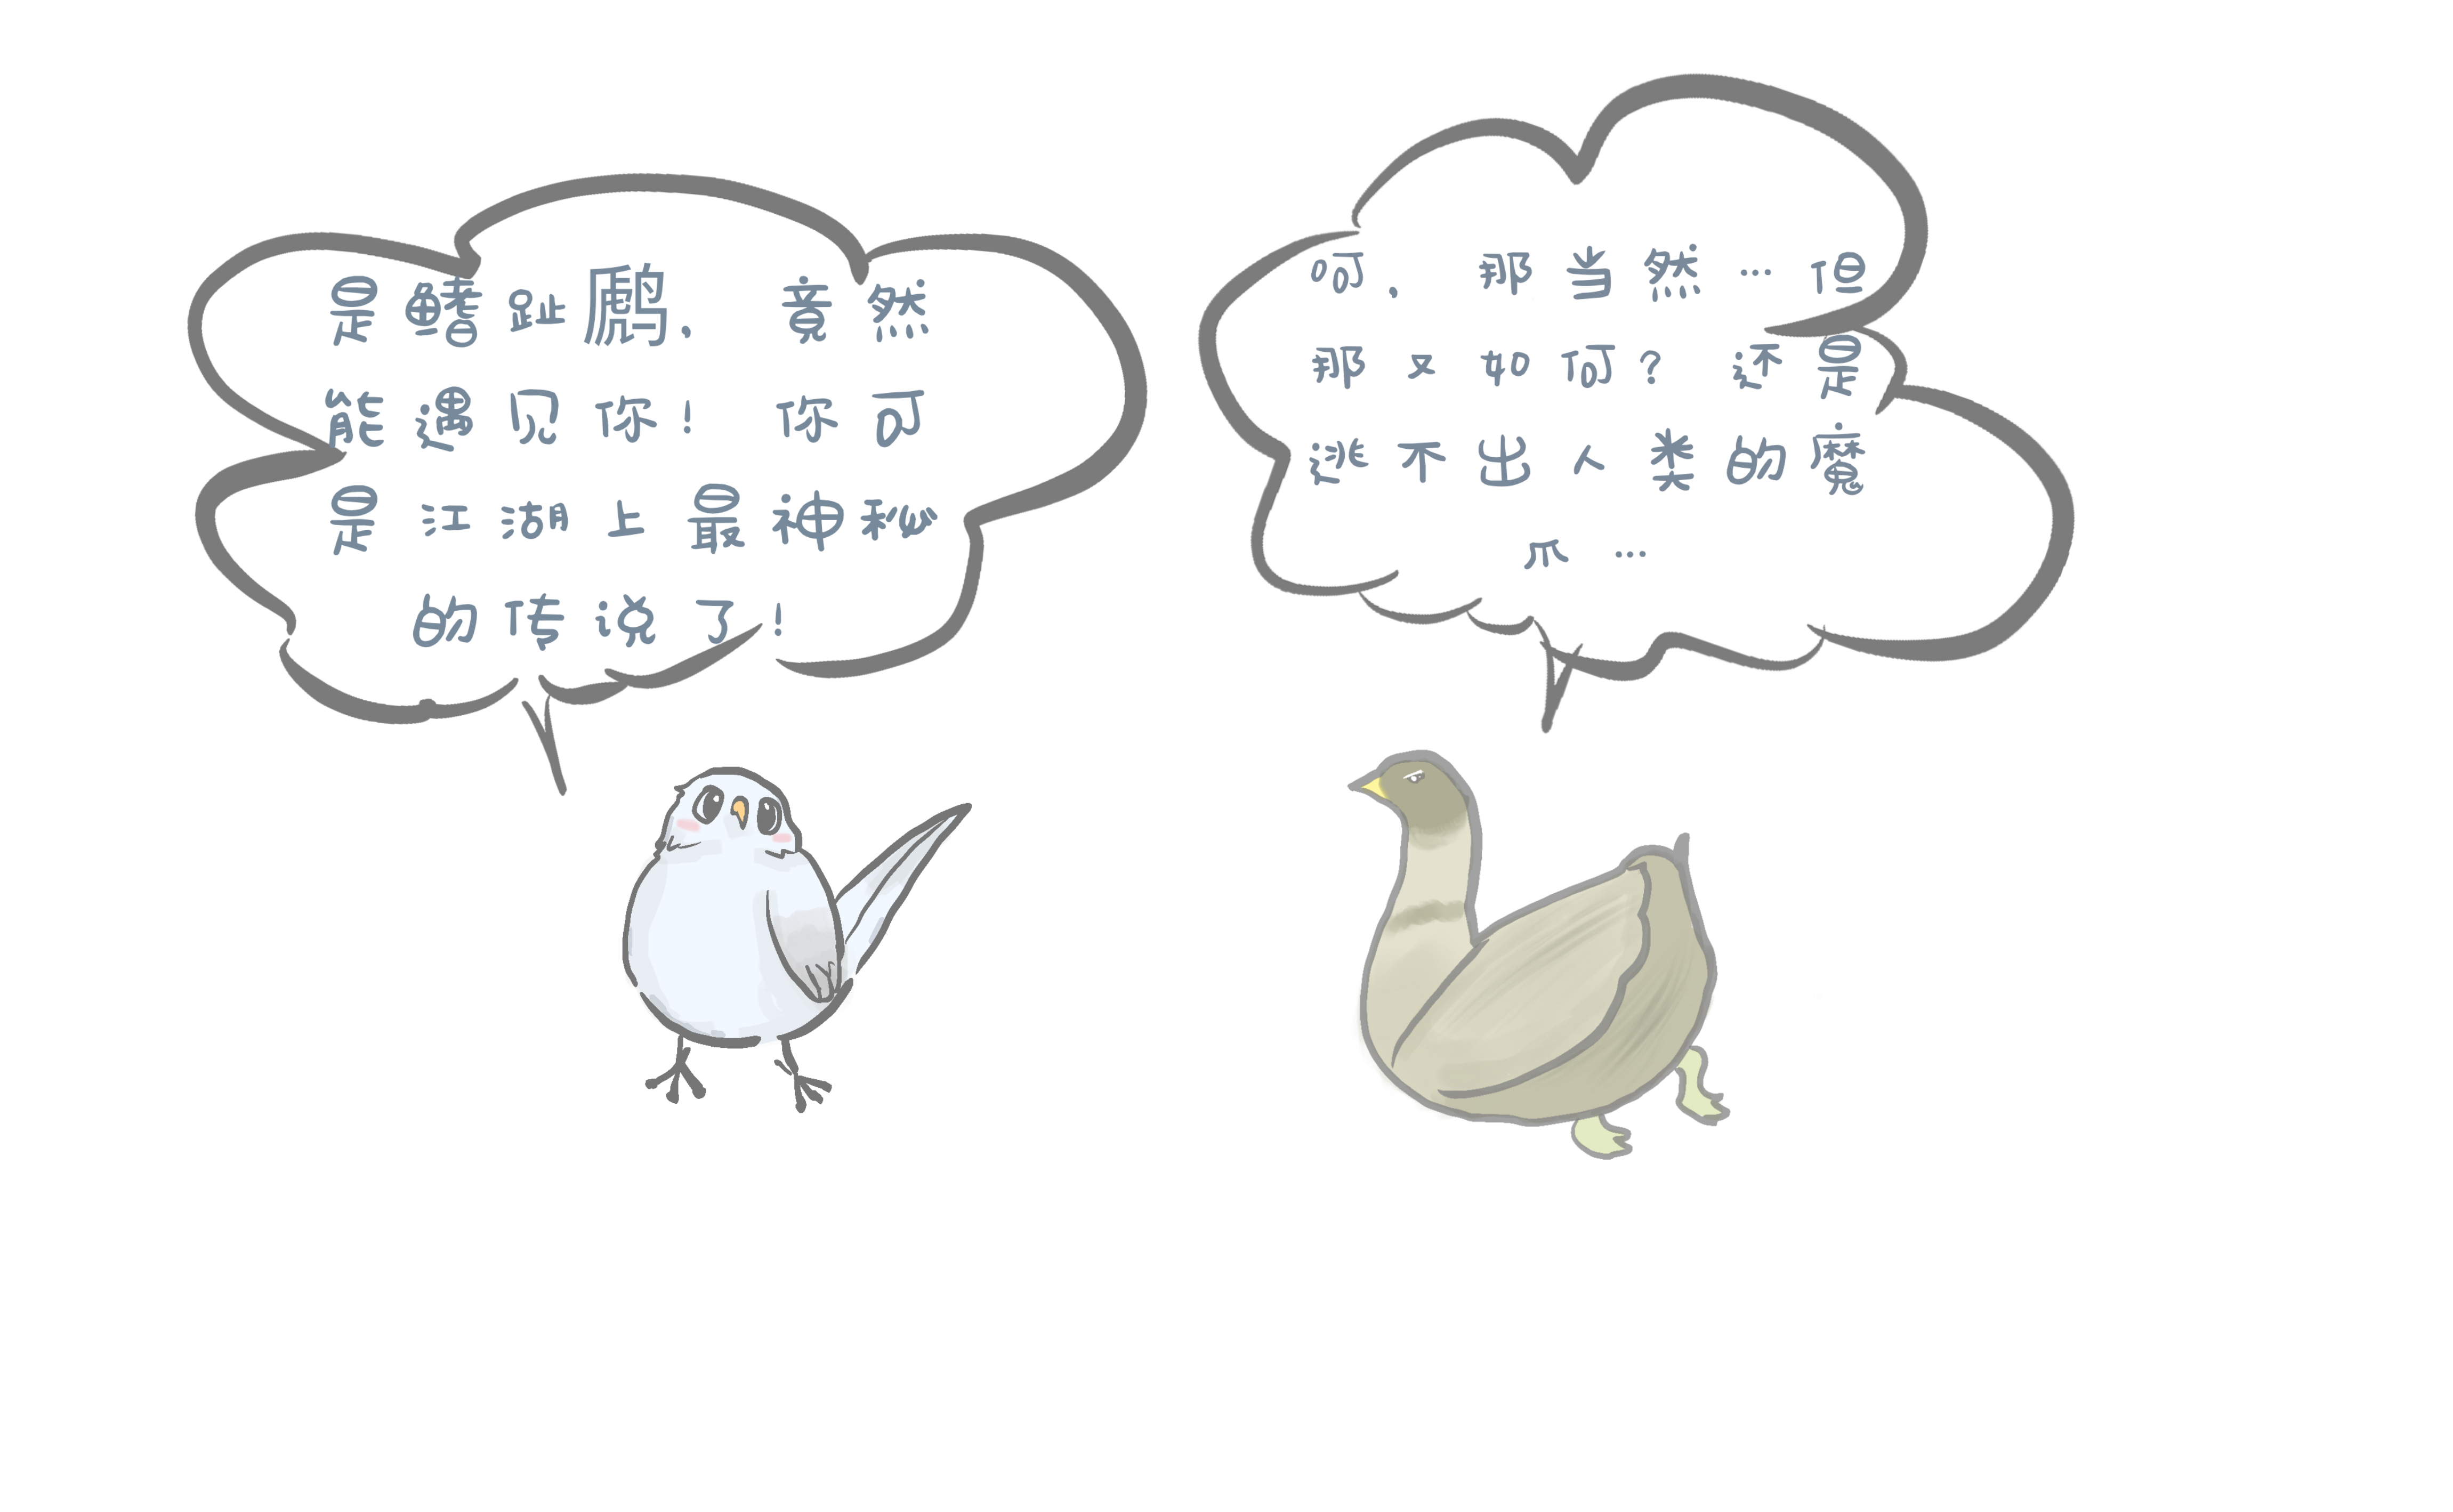 是鳍趾䴘，竟然
能遇见你！你可
是江湖上最神秘
的传说了！
呵，那当然…但
那又如何？还是
逃不出人类的魔
爪…